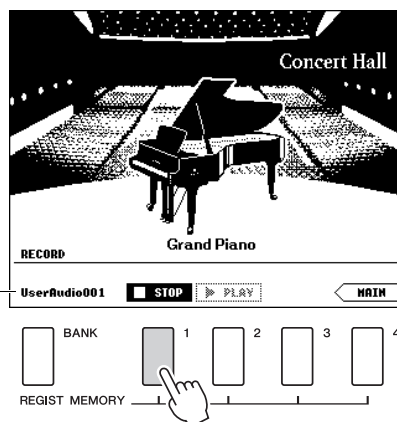 Concert Hall
Grand Piano
RECORD
UserAudio001 STOP PLAY MAIN
BANK 1 2 3 4
REGIST MEMORY